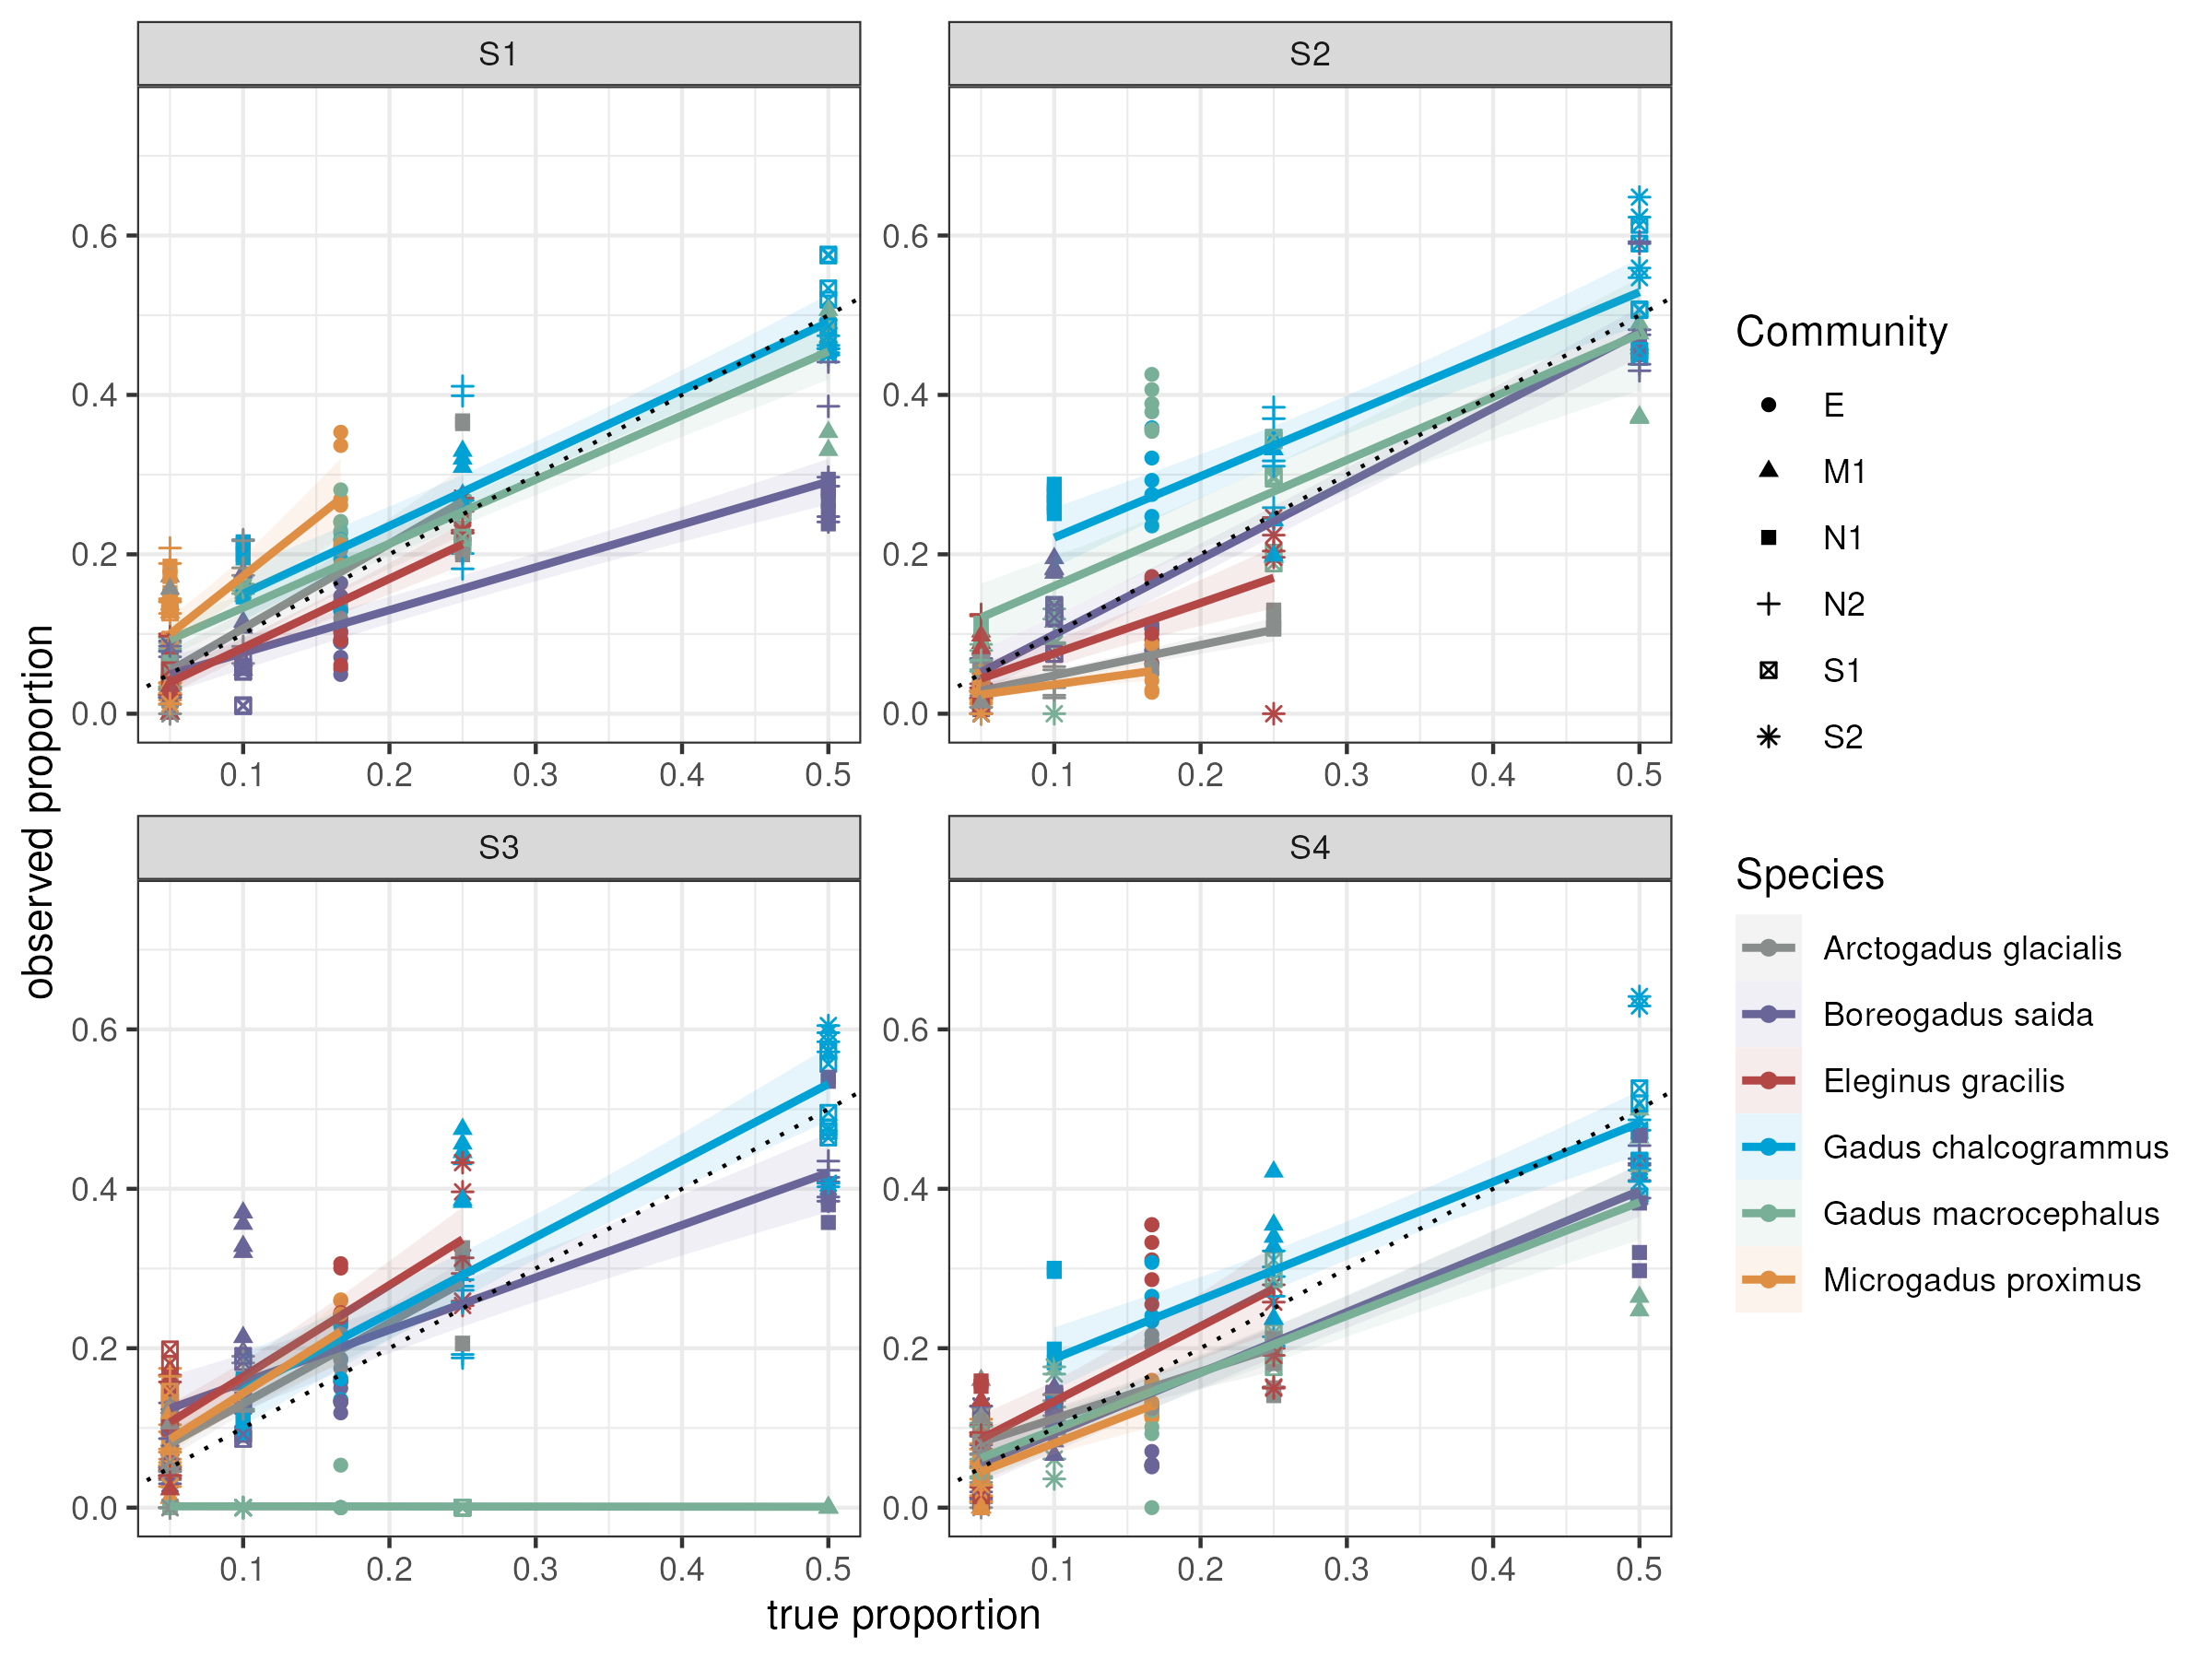 S1
S2
0.6
0.4
0.2
0.0
0.6
0.4
0.2
0.0
0.1
0.2
0.3
0.4
0.5
0.1
0.2
0.3
0.4
0.5
S3
S4
0.6
0.4
0.2
0.0
0.6
0.4
0.2
0.0
0.1
0.2
0.3
0.4
0.5
0.1
0.2
0.3
0.4
0.5
observed proportion
true proportion
Community
E
M1
N1
N2
S1
S2
Species
Arctogadus glacialis
Boreogadus saida
Eleginus gracilis
Gadus chalcogrammus
Gadus macrocephalus
Microgadus proximus